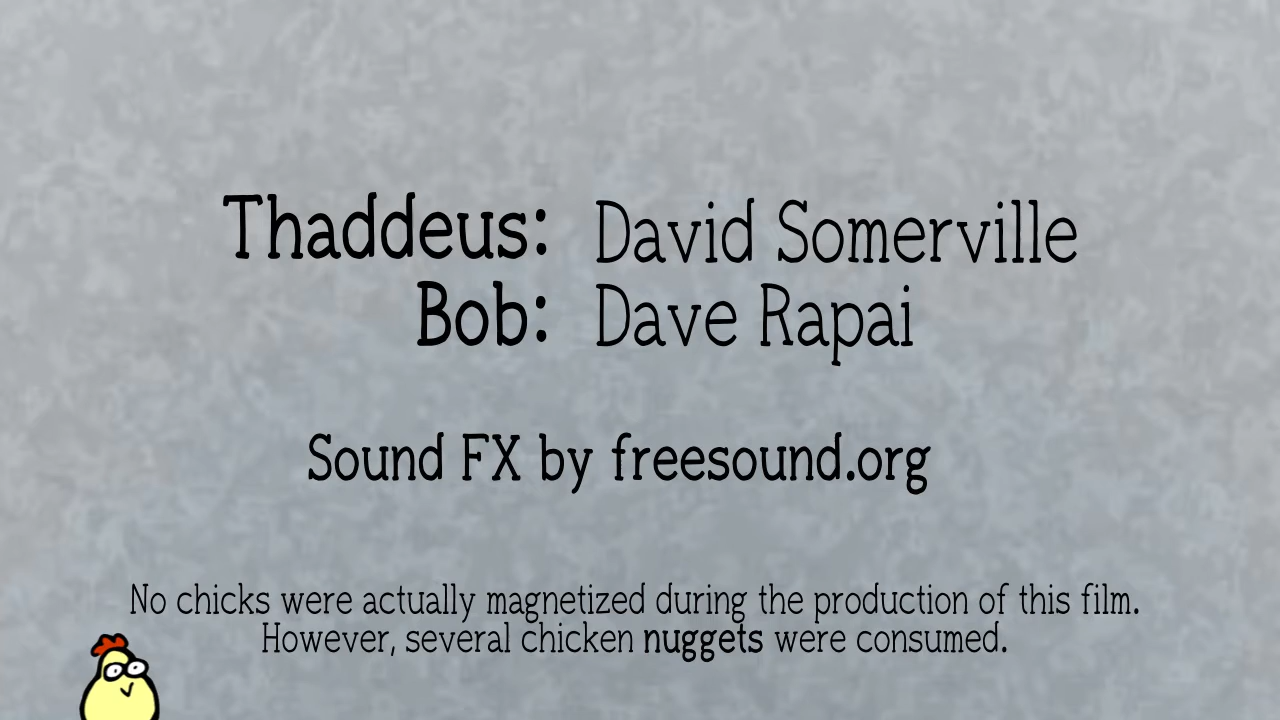 Thaddeus: David Somerville
Bob: Dave Rapai
Sound FX by freesound.org
No chicks were actually magnetized during the production of this film.
However, several chicken nuggets were consumed.